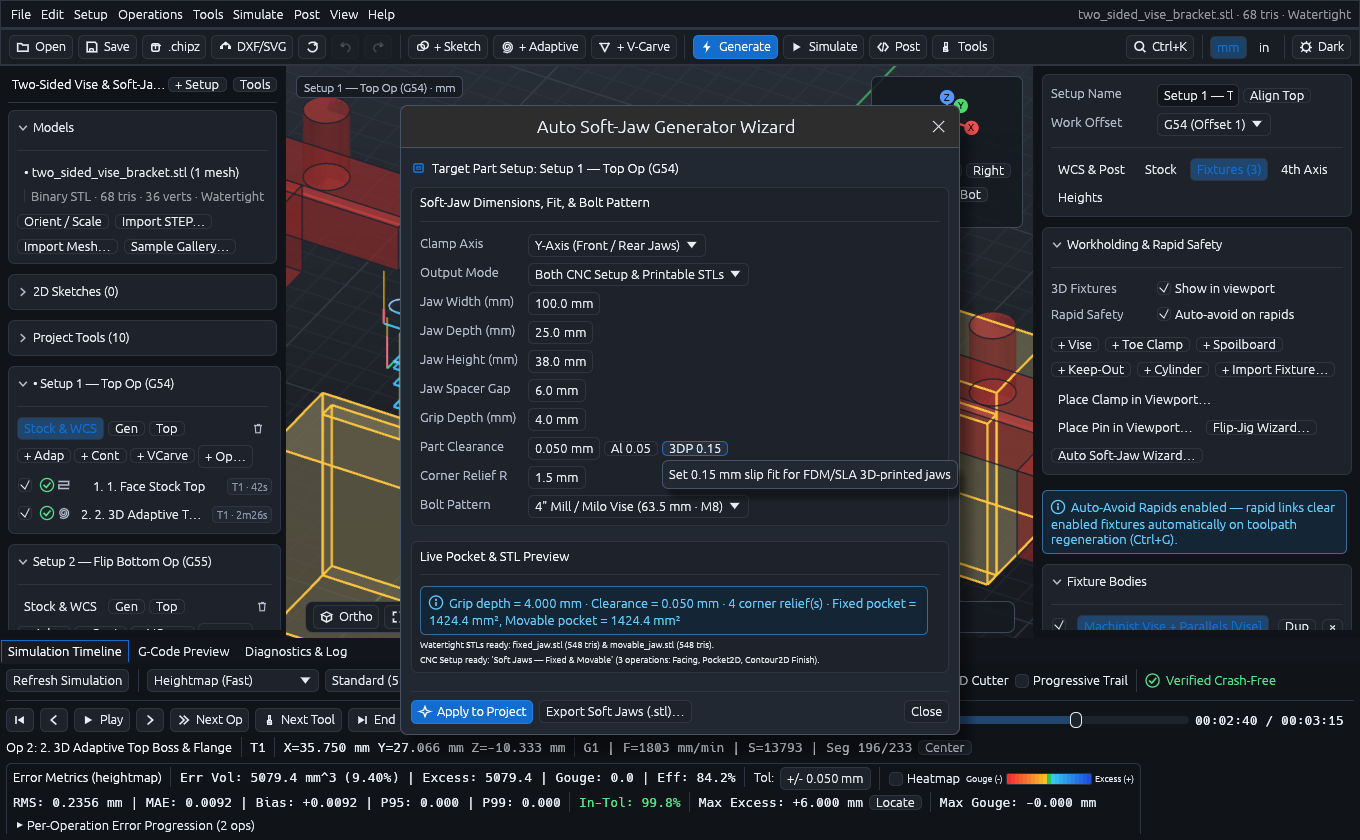 File Edit Setup Operations Tools Simulate Post View Help two_sided_vise_bracket.stl · 68 tris · Watertight
Open Save .chipz DXF/SVG + Sketch + Adaptive + V-Carve Generate Simulate Post Tools Ctrl+K mm in Dark
Two-Sided Vise & Soft-Ja… + Setup Tools
Models
• two_sided_vise_bracket.stl (1 mesh)
Binary STL · 68 tris · 36 verts · Watertight
Orient / Scale Import STEP…
Import Mesh… Sample Gallery…
2D Sketches (0)
Project Tools (10)
• Setup 1 — Top Op (G54)
Stock & WCS Gen Top
+ Adap + Cont + VCarve + Op…
1. 1. Face Stock Top T1 · 42s
2. 2. 3D Adaptive T… T1 · 2m26s
Setup 2 — Flip Bottom Op (G55)
Stock & WCS Gen Top
Setup 1 — Top Op (G54) · mm
Z Y X
Right
Bot
Ortho
Auto Soft-Jaw Generator Wizard
Target Part Setup: Setup 1 — Top Op (G54)
Soft-Jaw Dimensions, Fit, & Bolt Pattern
Clamp Axis Y-Axis (Front / Rear Jaws)
Output Mode Both CNC Setup & Printable STLs
Jaw Width (mm) 100.0 mm
Jaw Depth (mm) 25.0 mm
Jaw Height (mm) 38.0 mm
Jaw Spacer Gap 6.0 mm
Grip Depth (mm) 4.0 mm
Part Clearance 0.050 mm Al 0.05 3DP 0.15
Set 0.15 mm slip fit for FDM/SLA 3D-printed jaws
Corner Relief R 1.5 mm
Bolt Pattern 4" Mill / Milo Vise (63.5 mm · M8)
Live Pocket & STL Preview
Grip depth = 4.000 mm · Clearance = 0.050 mm · 4 corner relief(s) · Fixed pocket =
1424.4 mm², Movable pocket = 1424.4 mm²
Watertight STLs ready: fixed_jaw.stl (548 tris) & movable_jaw.stl (548 tris).
CNC Setup ready: 'Soft Jaws — Fixed & Movable' (3 operations: Facing, Pocket2D, Contour2D Finish).
Apply to Project Export Soft Jaws (.stl)… Close
Setup Name Setup 1 — T Align Top
Work Offset G54 (Offset 1)
WCS & Post Stock Fixtures (3) 4th Axis
Heights
Workholding & Rapid Safety
3D Fixtures Show in viewport
Rapid Safety Auto-avoid on rapids
+ Vise + Toe Clamp + Spoilboard
+ Keep-Out + Cylinder + Import Fixture…
Place Clamp in Viewport…
Place Pin in Viewport… Flip-Jig Wizard…
Auto Soft-Jaw Wizard…
Auto-Avoid Rapids enabled — rapid links clear
enabled fixtures automatically on toolpath
regeneration (Ctrl+G).
Fixture Bodies
Machinist Vise + Parallels [Vise] Dup ×
Simulation Timeline G-Code Preview Diagnostics & Log
Refresh Simulation Heightmap (Fast) Standard (5 D Cutter Progressive Trail Verified Crash-Free
Play Next Op Next Tool End 00:02:40 / 00:03:15
Op 2: 2. 3D Adaptive Top Boss & Flange T1 X=35.750 mm Y=27.066 mm Z=-10.333 mm G1 | F=1803 mm/min | S=13793 | Seg 196/233 Center
Error Metrics (heightmap) Err Vol: 5079.4 mm^3 (9.40%) | Excess: 5079.4 | Gouge: 0.0 | Eff: 84.2% Tol: +/- 0.050 mm Heatmap Gouge (-) Excess (+)
RMS: 0.2356 mm | MAE: 0.0092 | Bias: +0.0092 | P95: 0.000 | P99: 0.000 In-Tol: 99.8% Max Excess: +6.000 mm Locate Max Gouge: -0.000 mm
Per-Operation Error Progression (2 ops)